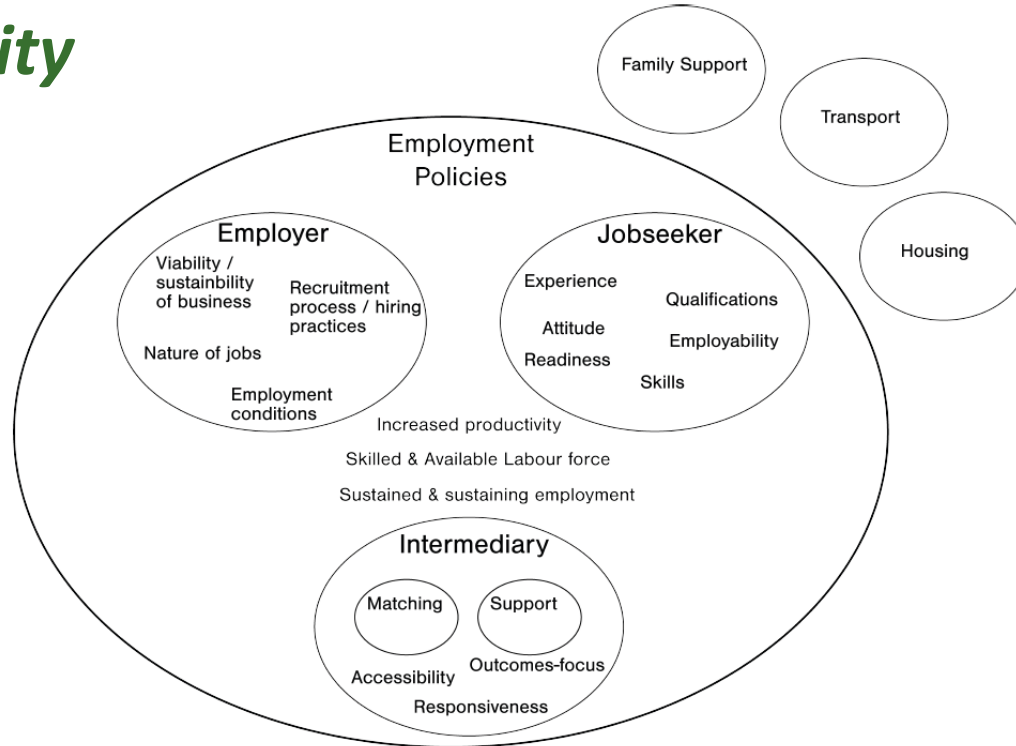 ity
Family Support
Transport
Housing
Employment
Policies
Employer
Viability /
sustainbility
of business
Recruitment
process / hiring
practices
Nature of jobs
Employment
conditions
Jobseeker
Experience
Qualifications
Attitude
Employability
Readiness
Skills
Increased productivity
Skilled & Available Labour force
Sustained & sustaining employment
Intermediary
Matching
Support
Outcomes-focus
Accessibility
Responsiveness